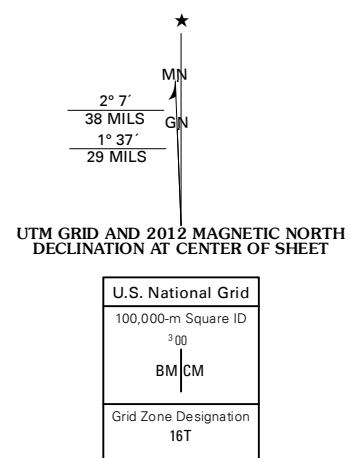 ★
MN
2° 7´
38 MILS
GN
1° 37´
29 MILS
UTM GRID AND 2012 MAGNETIC NORTH
DECLINATION AT CENTER OF SHEET
U.S. National Grid
100,000-m Square ID
³00
BM CM
Grid Zone Designation
16T